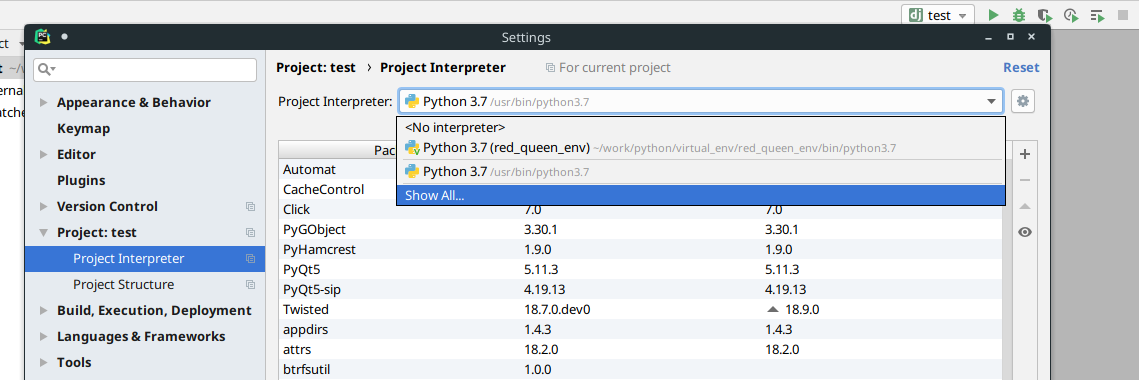 test
Settings
Project: test › Project Interpreter
For current project
Reset
Appearance & Behavior
Keymap
Editor
Plugins
Version Control
Project: test
Project Interpreter
Project Structure
Build, Execution, Deployment
Languages & Frameworks
Tools
Project Interpreter: Python 3.7 /usr/bin/python3.7
<No interpreter>
Python 3.7 (red_queen_env) ~/work/python/virtual_env/red_queen_env/bin/python3.7
Python 3.7 /usr/bin/python3.7
Show All...
Automat
CacheControl
Click 7.0 7.0
PyGObject 3.30.1 3.30.1
PyHamcrest 1.9.0 1.9.0
PyQt5 5.11.3 5.11.3
PyQt5-sip 4.19.13 4.19.13
Twisted 18.7.0.dev0 18.9.0
appdirs 1.4.3 1.4.3
attrs 18.2.0 18.2.0
btrfsutil 1.0.0